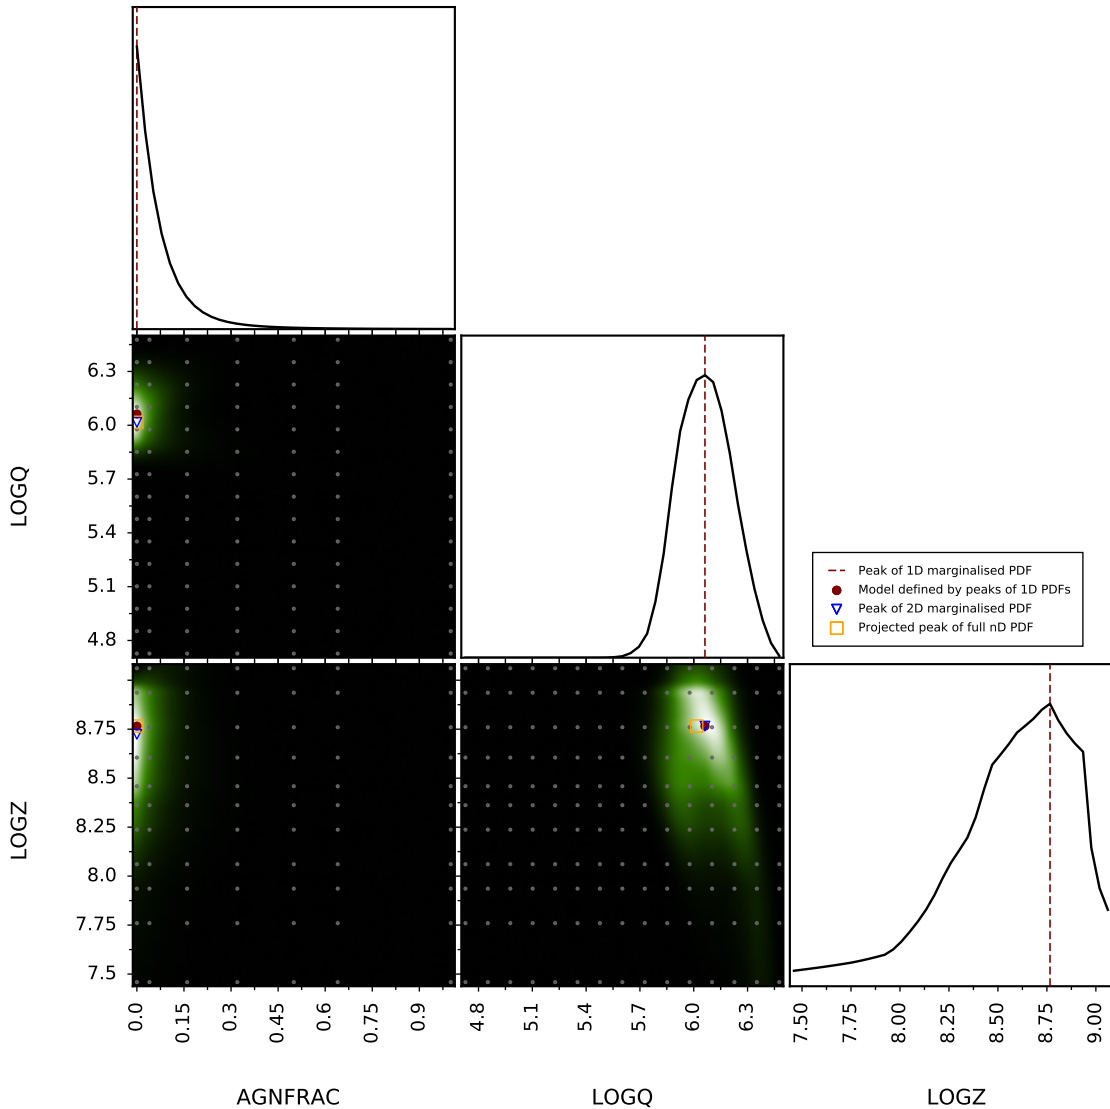 6.3
6.0
5.7
5.4
5.1
4.8
LOGQ
Peak of 1D marginalised PDF
Model defined by peaks of 1D PDFs
Peak of 2D marginalised PDF
Projected peak of full nD PDF
8.75
8.5
8.25
8.0
7.75
7.5
LOGZ
0.0 0.15 0.3 0.45 0.6 0.75 0.9
4.8 5.1 5.4 5.7 6.0 6.3
7.50 7.75 8.00 8.25 8.50 8.75 9.00
AGNFRAC
LOGQ
LOGZ